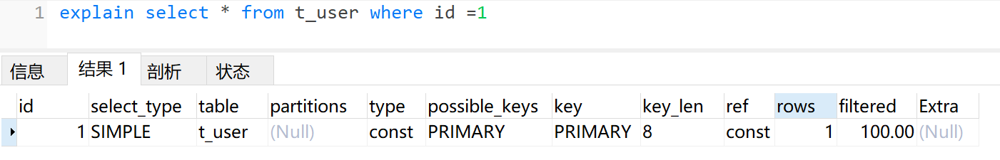 1 explain select * from t_user where id =1
信息 结果 1 剖析 状态
id select_type table partitions type possible_keys key key_len ref rows filtered Extra
1 SIMPLE t_user (Null) const PRIMARY PRIMARY 8 const 1 100.00 (Null)